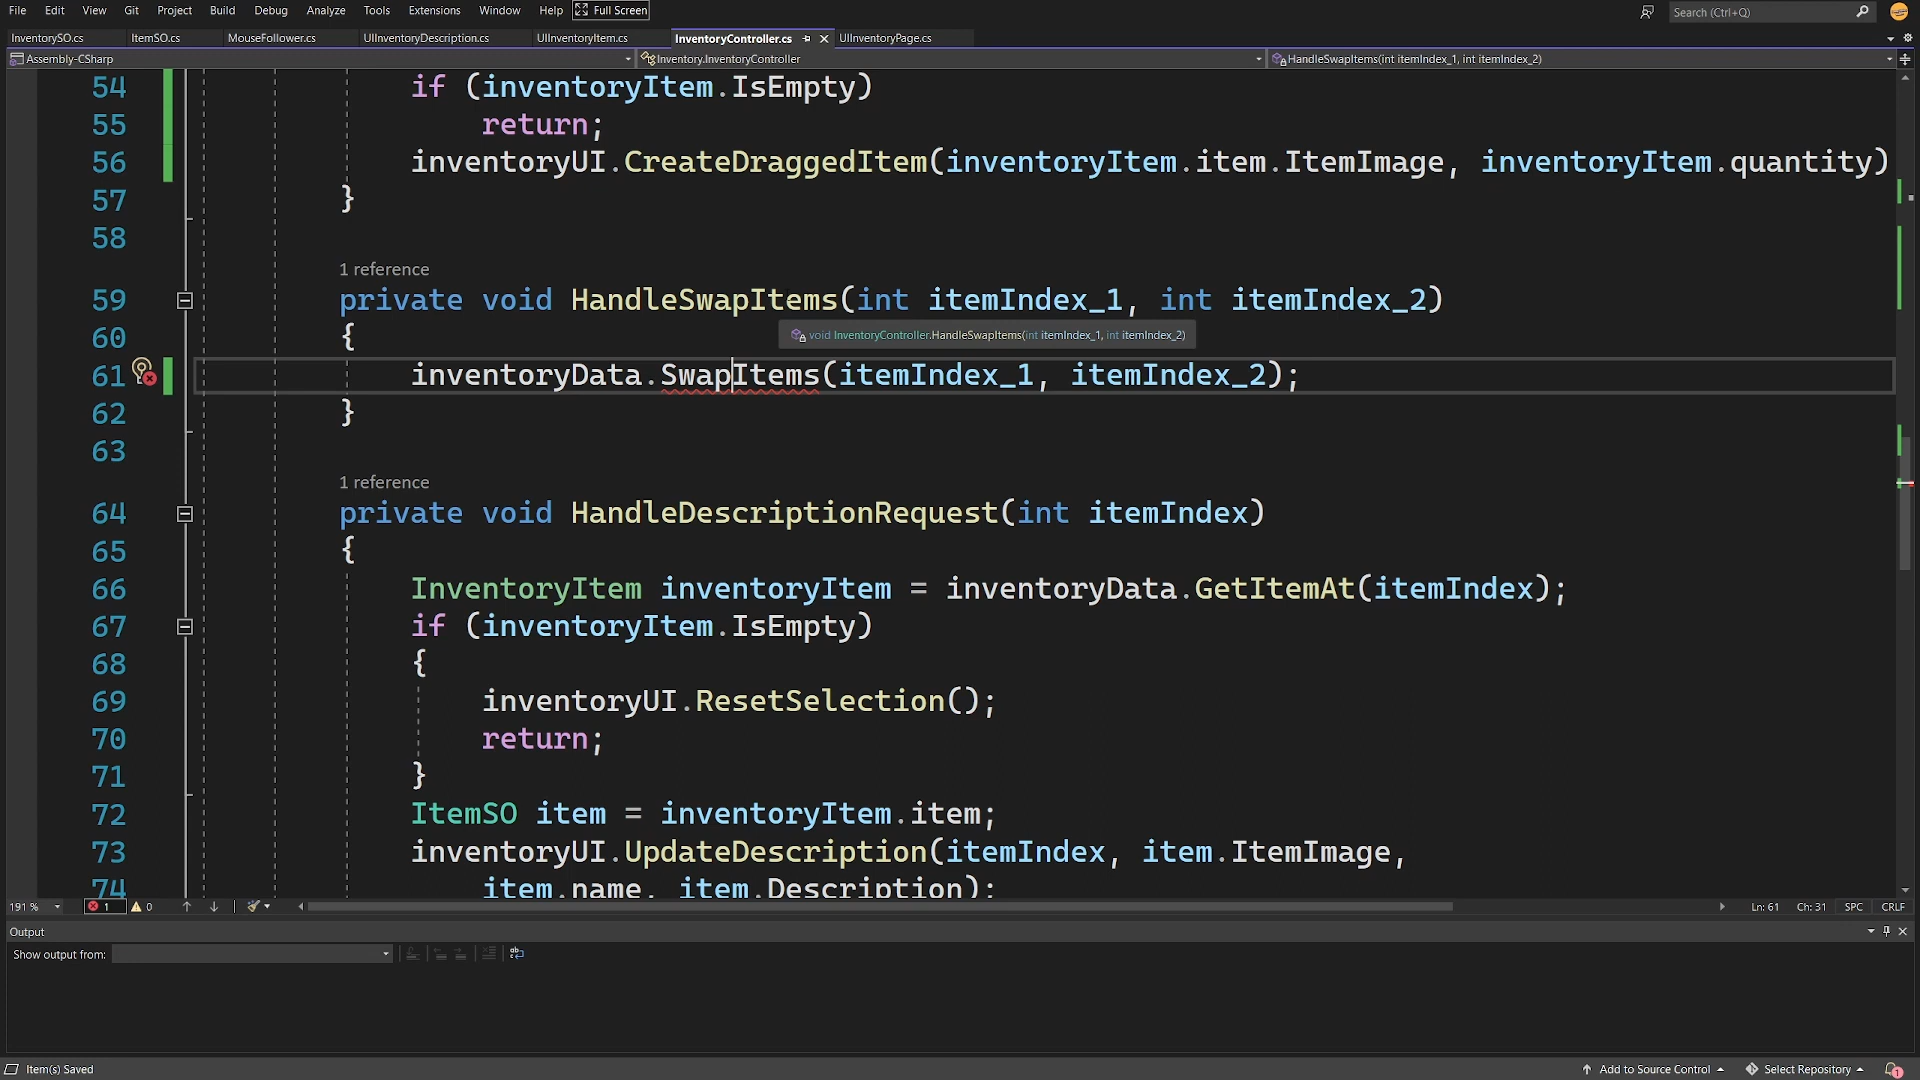 File Edit View Git Project Build Debug Analyze Tools Extensions Window Help Full Screen Search (Ctrl+Q)
InventorySO.cs ItemSO.cs MouseFollower.cs UIInventoryDescription.cs UIInventoryItem.cs InventoryController.cs UIInventoryPage.cs
Assembly-CSharp Inventory.InventoryController HandleSwapItems(int itemIndex_1, int itemIndex_2)
54 if (inventoryItem.IsEmpty)
55 return;
56 inventoryUI.CreateDraggedItem(inventoryItem.item.ItemImage, inventoryItem.quantity)
57 }
58
1 reference
59 private void HandleSwapItems(int itemIndex_1, int itemIndex_2)
60 {
void InventoryController.HandleSwapItems(int itemIndex_1, int itemIndex_2)
61 inventoryData.SwapItems(itemIndex_1, itemIndex_2);
62 }
63
1 reference
64 private void HandleDescriptionRequest(int itemIndex)
65 {
66 InventoryItem inventoryItem = inventoryData.GetItemAt(itemIndex);
67 if (inventoryItem.IsEmpty)
68 {
69 inventoryUI.ResetSelection();
70 return;
71 }
72 ItemSO item = inventoryItem.item;
73 inventoryUI.UpdateDescription(itemIndex, item.ItemImage,
74 item.name, item.Description);
191 % 1 0 Ln: 61 Ch: 31 SPC CRLF
Output
Show output from:
Item(s) Saved Add to Source Control Select Repository 1